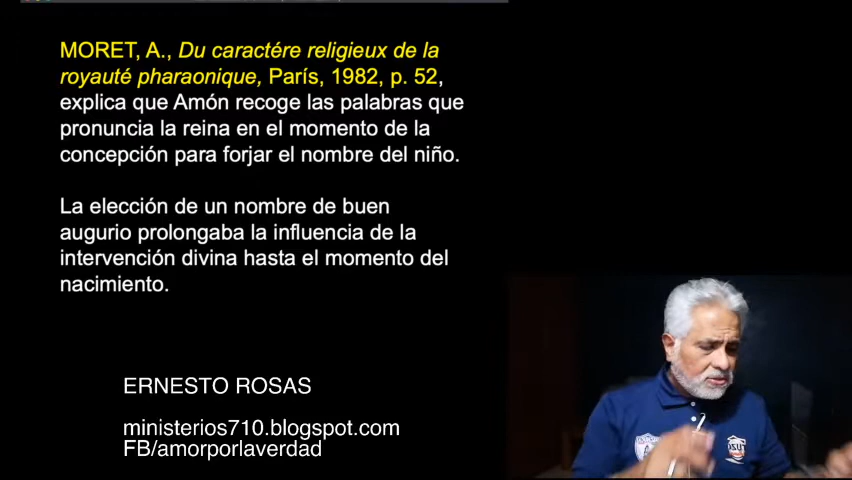 MORET, A., Du caractére religieux de la
royauté pharaonique, París, 1982, p. 52,
explica que Amón recoge las palabras que
pronuncia la reina en el momento de la
concepción para forjar el nombre del niño.
La elección de un nombre de buen
augurio prolongaba la influencia de la
intervención divina hasta el momento del
nacimiento.
ERNESTO ROSAS
ministerios710.blogspot.com
FB/amorporlaverdad